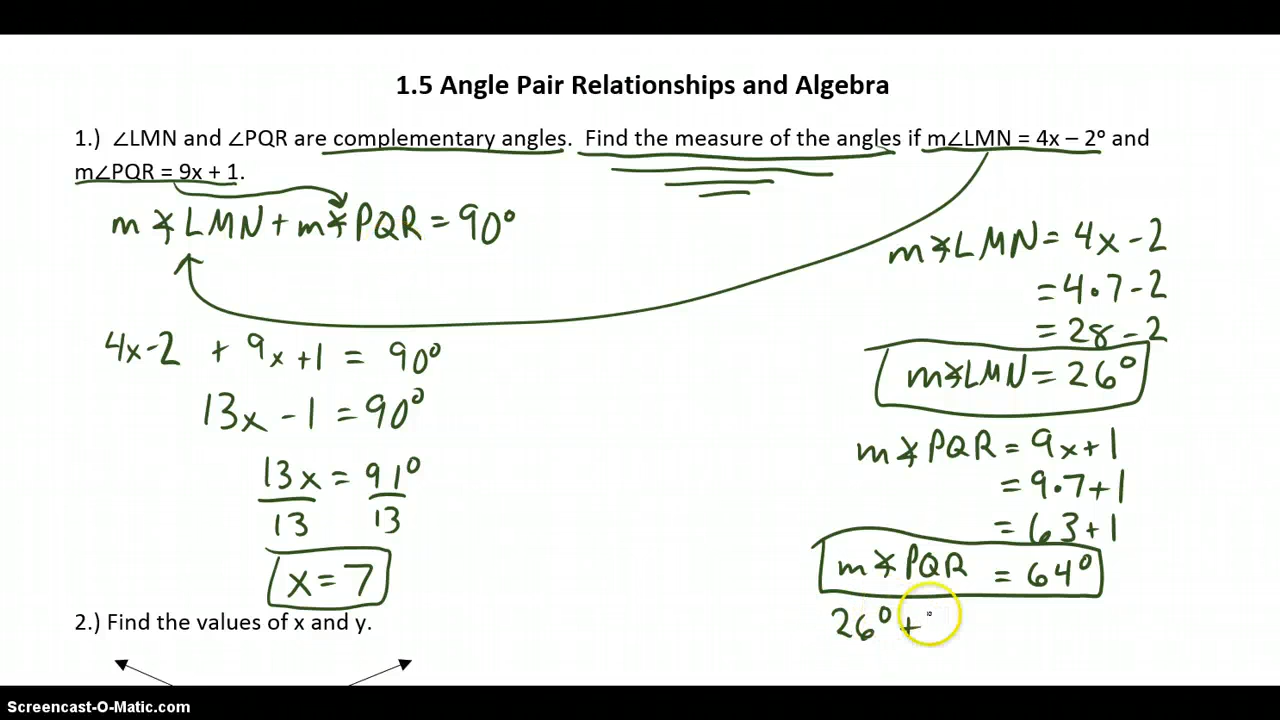 1.5 Angle Pair Relationships and Algebra
1.) ∠LMN and ∠PQR are complementary angles.  Find the measure of the angles if m∠LMN = 4x – 2° and
m∠PQR = 9x + 1.
m∡LMN + m∡PQR = 90°
4x-2 + 9x+1 = 90°
13x - 1 = 90°
13x = 91°
13 13
x = 7
m∡LMN = 4x - 2
= 4·7 - 2
= 28 - 2
m∡LMN = 26°
m∡PQR = 9x + 1
= 9·7 + 1
= 63 + 1
m∡PQR = 64°
26° +
2.) Find the values of x and y.
Screencast-O-Matic.com